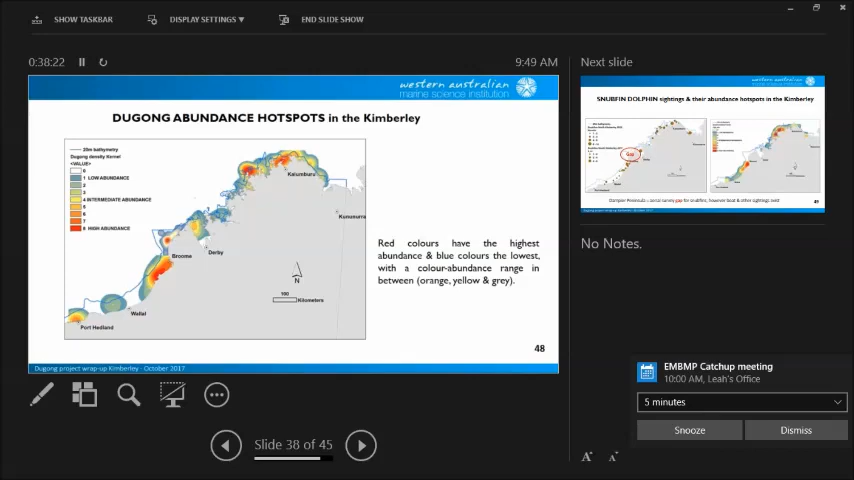 SHOW TASKBAR
DISPLAY SETTINGS ▼
END SLIDE SHOW
0:38:22
9:49 AM
western australian
marine science institution
DUGONG ABUNDANCE HOTSPOTS in the Kimberley
20m bathymetry
Dugong density Kernel
<VALUE>
0
1 LOW ABUNDANCE
2
3
4 INTERMEDIATE ABUNDANCE
5
6
7
8 HIGH ABUNDANCE
Kalumburu
Kununurra
Derby
Broome
N
100
Kilometers
Wallal
Port Hedland
Red colours have the highest
abundance & blue colours the lowest,
with a colour-abundance range in
between (orange, yellow & grey).
48
Dugong project wrap-up Kimberley - October 2017
Slide 38 of 45
Next slide
SNUBFIN DOLPHIN sightings & their abundance hotspots in the Kimberley
Gap
49
No Notes.
EMBMP Catchup meeting
10:00 AM, Leah's Office
5 minutes
Snooze
Dismiss
A
A